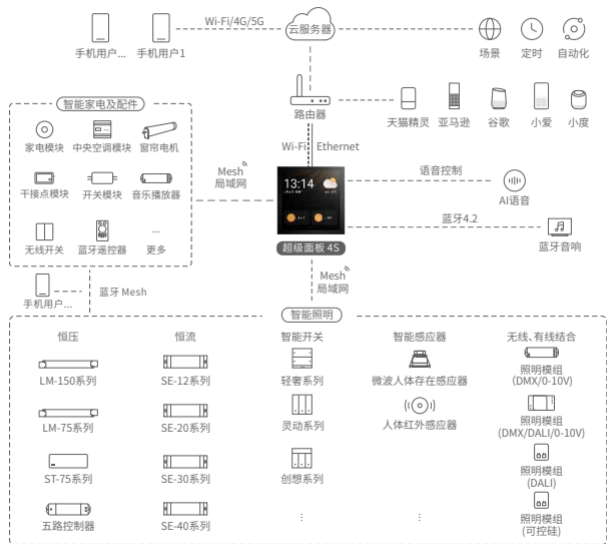 Wi-Fi/4G/5G
云服务器
手机用户...
手机用户1
场景
定时
自动化
智能家电及配件
路由器
天猫精灵
亚马逊
谷歌
小爱
小度
家电模块
中央空调模块
窗帘电机
Wi-Fi
Ethernet
Mesh
局域网
13:14
语音控制
AI语音
干接点模块
开关模块
音乐播放器
蓝牙4.2
蓝牙音响
超级面板 4S
无线开关
蓝牙遥控器
...
更多
Mesh
局域网
手机用户...
蓝牙 Mesh
智能照明
恒压
恒流
智能开关
智能感应器
无线、有线结合
LM-150系列
SE-12系列
轻奢系列
微波人体存在感应器
照明模组
(DMX/0-10V)
LM-75系列
SE-20系列
灵动系列
人体红外感应器
照明模组
(DMX/DALI/0-10V)
ST-75系列
SE-30系列
创想系列
照明模组
(DALI)
五路控制器
SE-40系列
⋮
⋮
照明模组
(可控硅)